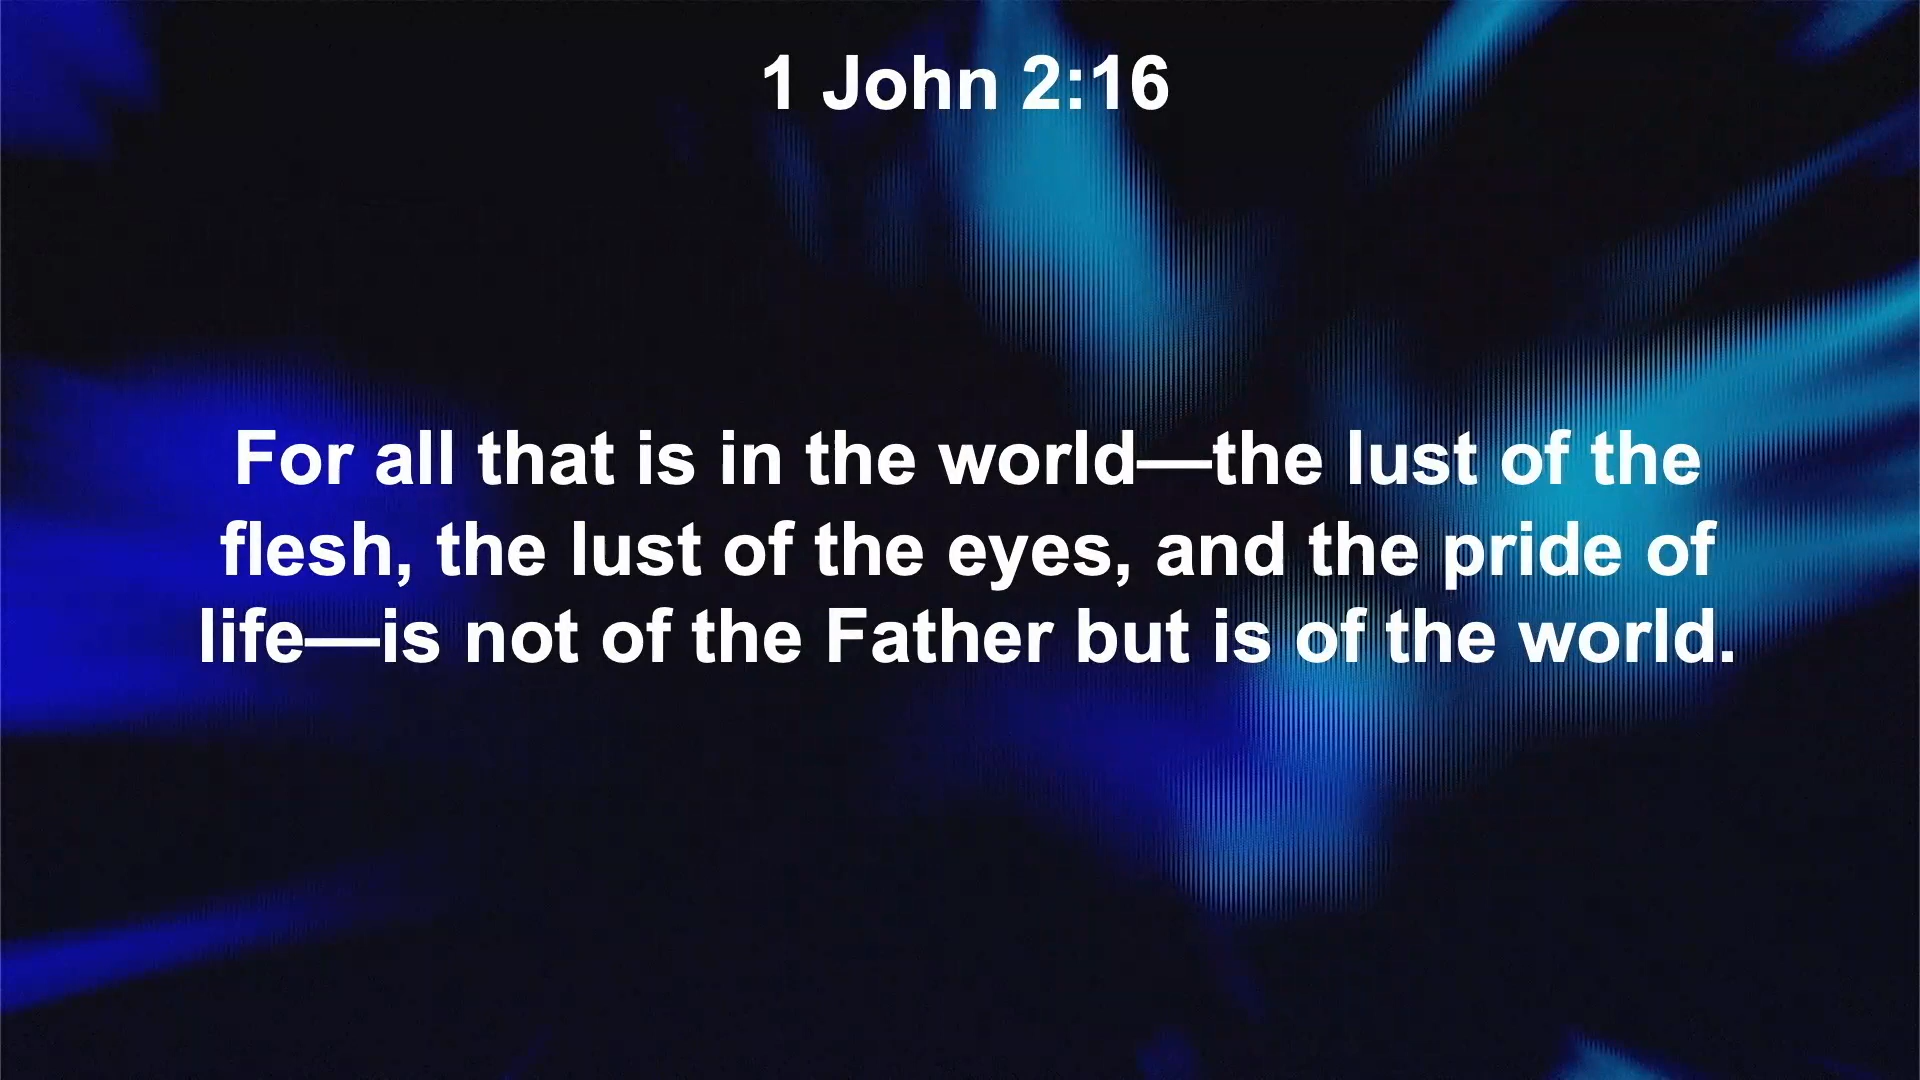 1 John 2:16
For all that is in the world—the lust of the
flesh, the lust of the eyes, and the pride of
life—is not of the Father but is of the world.